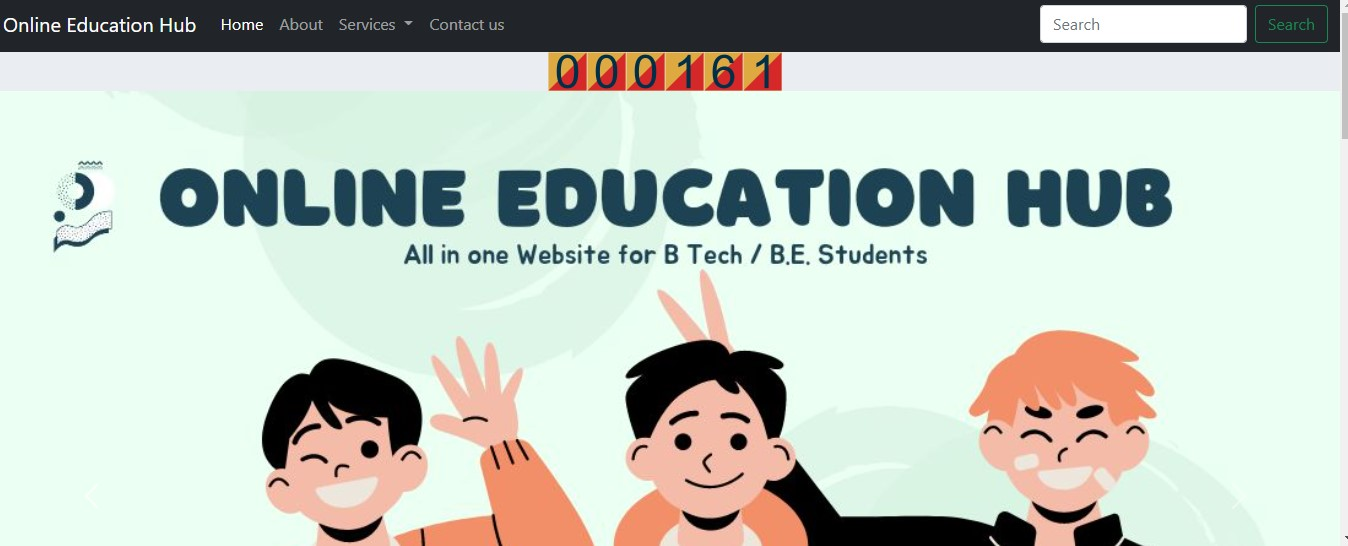 Online Education Hub Home About Services Contact us Search Search
000161
ONLINE EDUCATION HUB
All in one Website for B Tech / B.E. Students